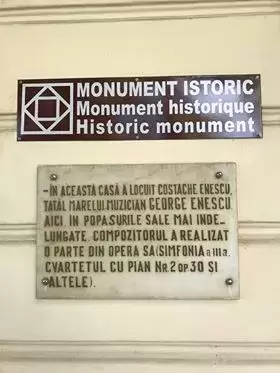 MONUMENT ISTORIC
Monument historique
Historic monument
- ÎN ACEASTĂ CASĂ A LOCUIT COSTACHE ENESCU,
TATĂL MARELUI MUZICIAN GEORGE ENESCU.
AICI, ÎN POPASURILE SALE MAI INDE-
LUNGATE, COMPOZITORUL A REALIZAT
O PARTE DIN OPERA SA(SIMFONIA a III a,
CVARTETUL CU PIAN Nr.2 op 30 ȘI
ALTELE).